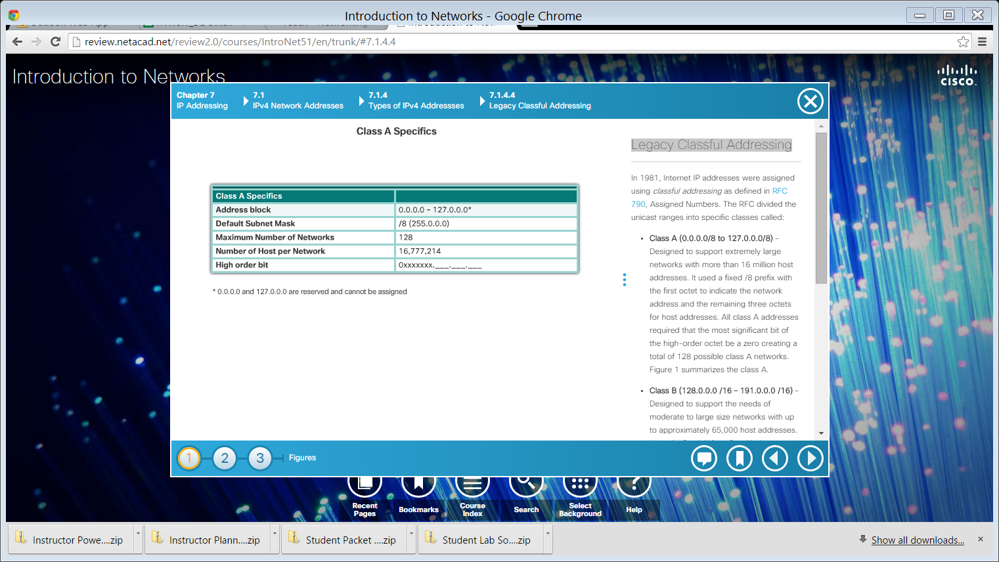 Introduction to Networks - Google Chrome
review.netacad.net/review2.0/courses/IntroNet51/en/trunk/#7.1.4.4
Introduction to Networks
CISCO
Chapter 7
IP Addressing
7.1
IPv4 Network Addresses
7.1.4
Types of IPv4 Addressses
7.1.4.4
Legacy Classful Addressing
Class A Specifics
Class A Specifics
Address block 0.0.0.0 – 127.0.0.0*
Default Subnet Mask /8 (255.0.0.0)
Maximum Number of Networks 128
Number of Host per Network 16,777,214
High order bit 0xxxxxxx.___.___.___
* 0.0.0.0 and 127.0.0.0 are reserved and cannot be assigned
Legacy Classful Addressing
In 1981, Internet IP addresses were assigned
using classful addressing as defined in RFC
790, Assigned Numbers. The RFC divided the
unicast ranges into specific classes called:
• Class A (0.0.0.0/8 to 127.0.0.0/8) –
Designed to support extremely large
networks with more than 16 million host
addresses. It used a fixed /8 prefix with
the first octet to indicate the network
address and the remaining three octets
for host addresses. All class A addresses
required that the most significant bit of
the high-order octet be a zero creating a
total of 128 possible class A networks.
Figure 1 summarizes the class A.
• Class B (128.0.0.0 /16 – 191.0.0.0 /16) –
Designed to support the needs of
moderate to large size networks with up
to approximately 65,000 host addresses.
1 2 3 Figures
Recent
Pages
Bookmarks
Course
Index
Search
Select
Background
Help
Instructor Powe....zip
Instructor Plann....zip
Student Packet ....zip
Student Lab So....zip
Show all downloads...